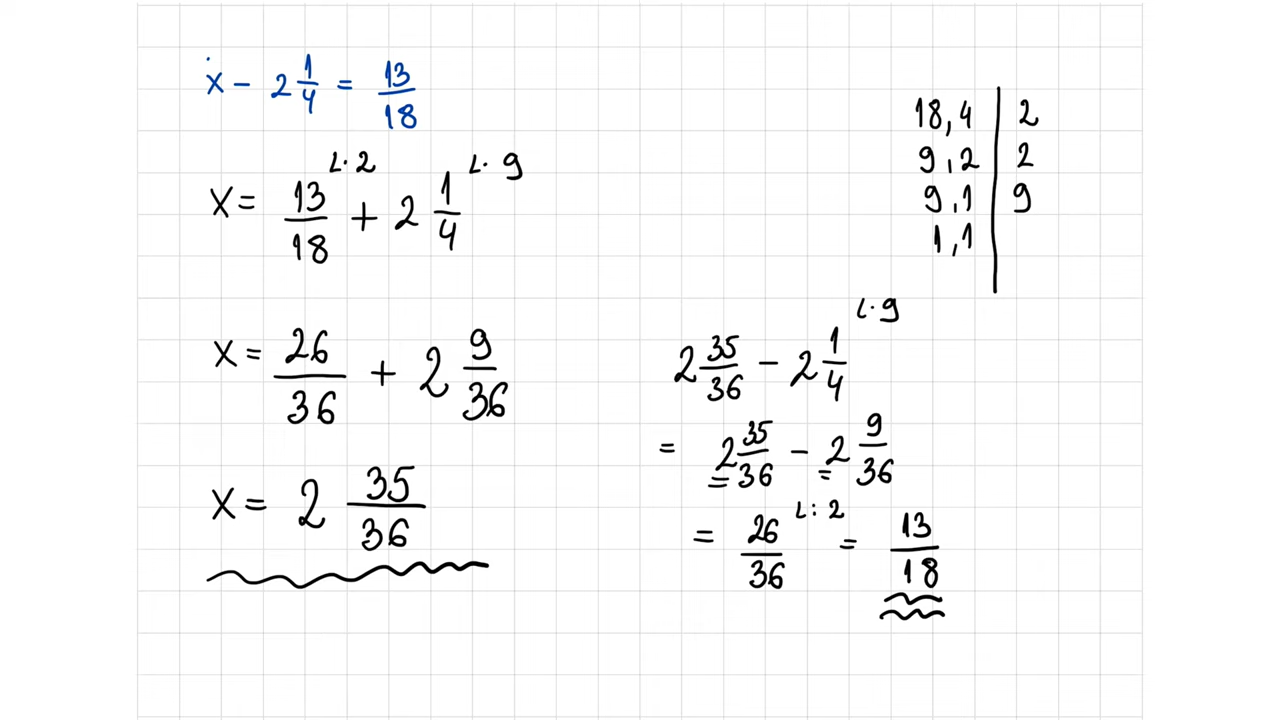 x - 2 1/4 = 13/18
x = 13/18 ∟·2 + 2 1/4 ∟·9
x = 26/36 + 2 9/36
x = 2 35/36
18,4 | 2
9,2 | 2
9,1 | 9
1,1 |
2 35/36 - 2 1/4 ∟·9
= 2 35/36 - 2 9/36
= 26/36 ∟:2 = 13/18